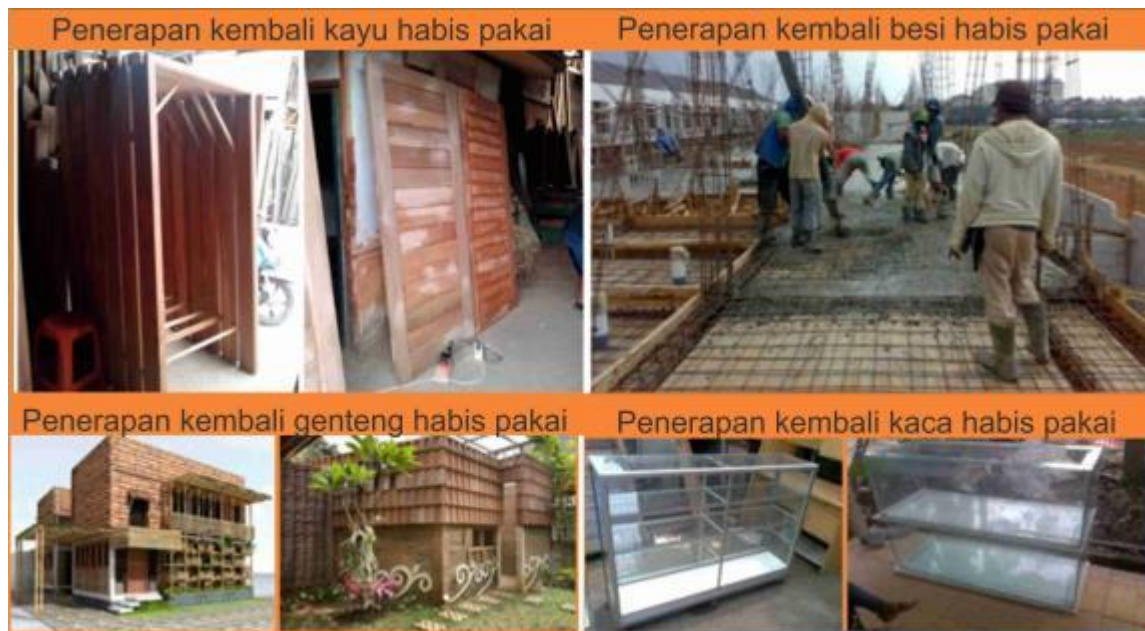 Penerapan kembali kayu habis pakai
Penerapan kembali besi habis pakai
Penerapan kembali genteng habis pakai
Penerapan kembali kaca habis pakai